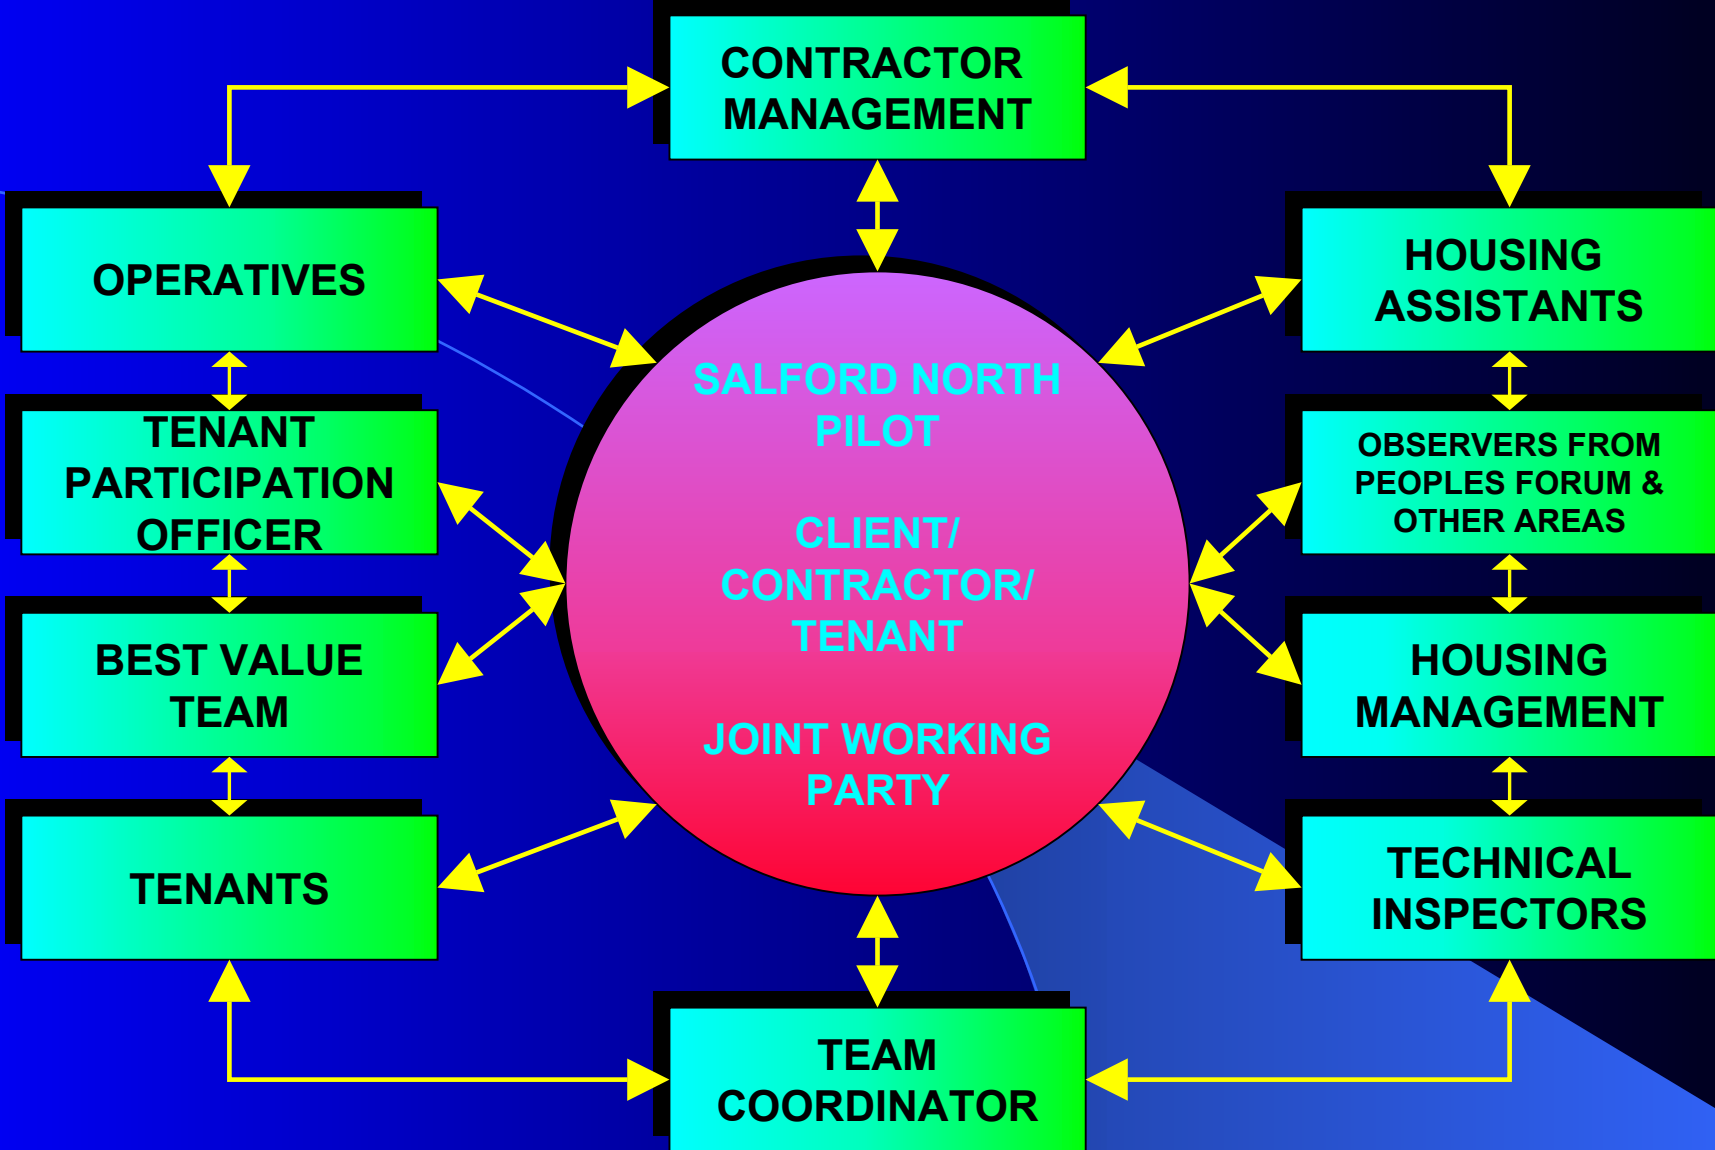 CONTRACTOR
MANAGEMENT
OPERATIVES
HOUSING
ASSISTANTS
SALFORD NORTH
PILOT
CLIENT/
CONTRACTOR/
TENANT
JOINT WORKING
PARTY
TENANT
PARTICIPATION
OFFICER
OBSERVERS FROM
PEOPLES FORUM &
OTHER AREAS
BEST VALUE
TEAM
HOUSING
MANAGEMENT
TENANTS
TECHNICAL
INSPECTORS
TEAM
COORDINATOR